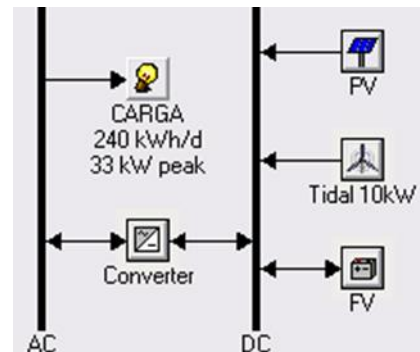 CARGA
240 kWh/d
33 kW peak
Converter
AC
PV
Tidal 10kW
FV
DC